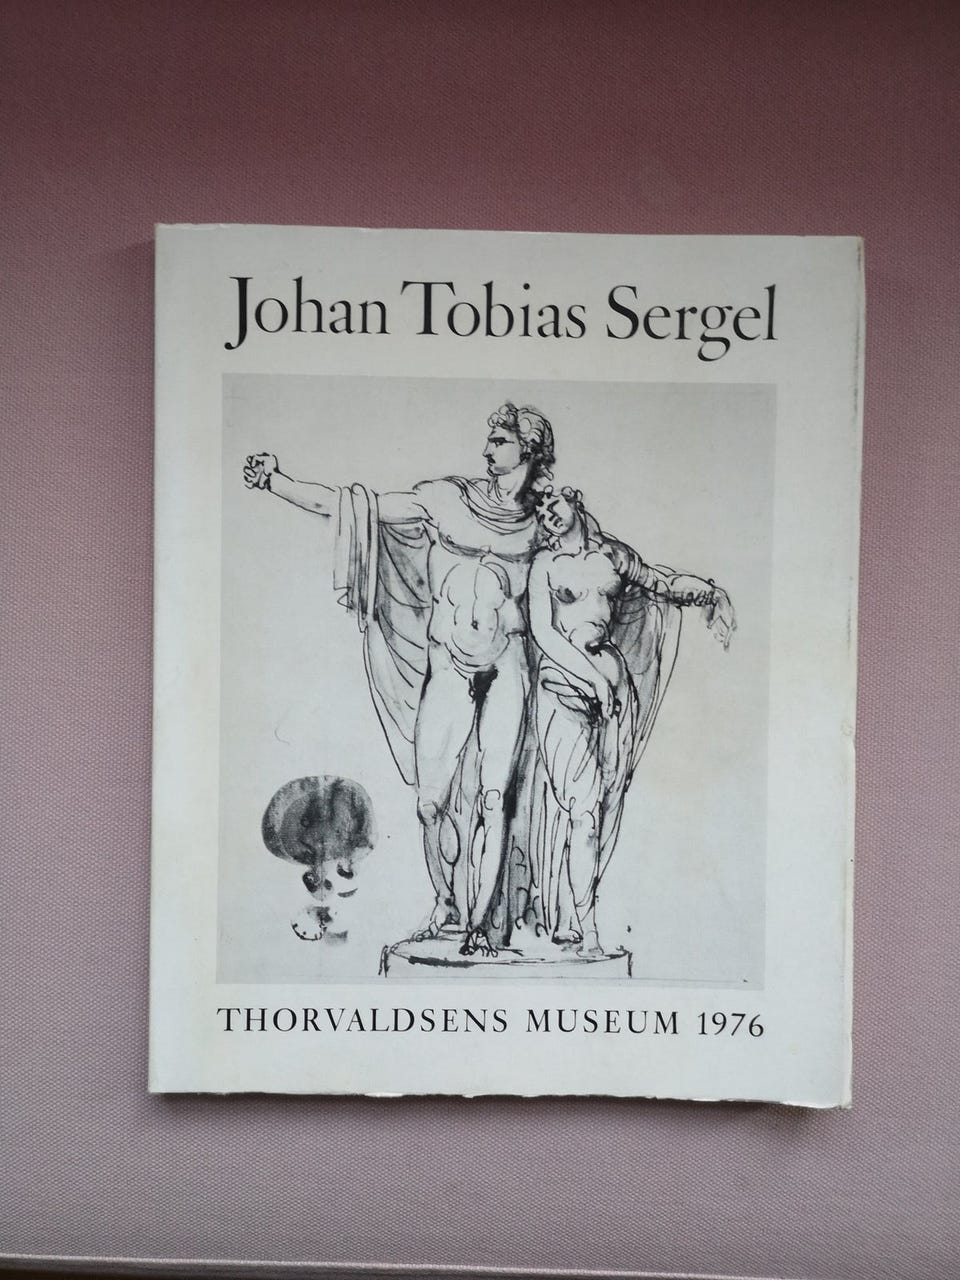 Johan Tobias Sergel
THORVALDSENS MUSEUM 1976